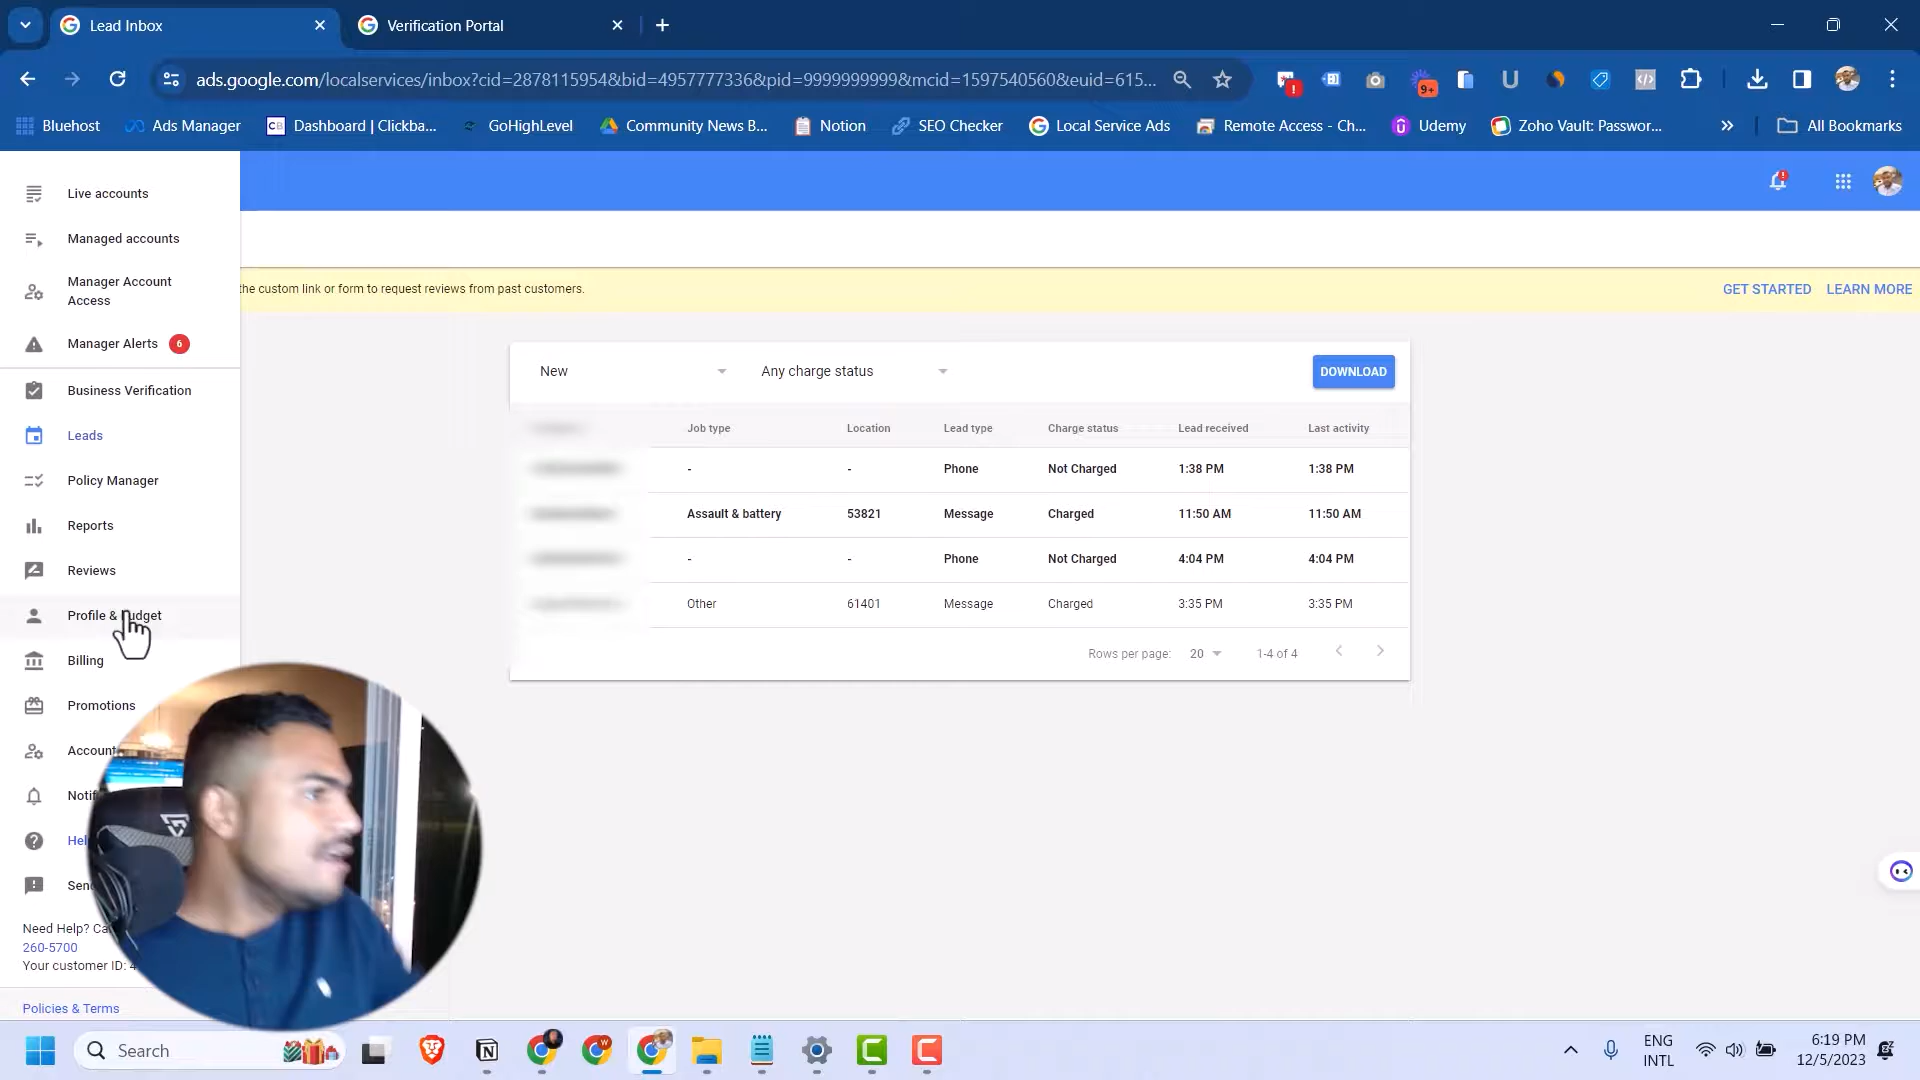 Lead Inbox
Verification Portal
ads.google.com/localservices/inbox?cid=2878115954&bid=4957777336&pid=9999999999&mcid=1597540560&euid=615...
9+
Bluehost
Ads Manager
Dashboard | Clickba...
GoHighLevel
Community News B...
Notion
SEO Checker
Local Service Ads
Remote Access - Ch...
Udemy
Zoho Vault: Passwor...
All Bookmarks
Live accounts
Managed accounts
Manager Account
Access
Manager Alerts 6
Business Verification
Leads
Policy Manager
Reports
Reviews
Profile & Budget
Billing
Promotions
Account
Notif
Hel
Sen
Need Help? Ca
260-5700
Your customer ID: 4
Policies & Terms
the custom link or form to request reviews from past customers.
GET STARTED LEARN MORE
New Any charge status DOWNLOAD
Job type Location Lead type Charge status Lead received Last activity
- - Phone Not Charged 1:38 PM 1:38 PM
Assault & battery 53821 Message Charged 11:50 AM 11:50 AM
- - Phone Not Charged 4:04 PM 4:04 PM
Other 61401 Message Charged 3:35 PM 3:35 PM
Rows per page: 20 1-4 of 4
Search
ENG
INTL
6:19 PM
12/5/2023